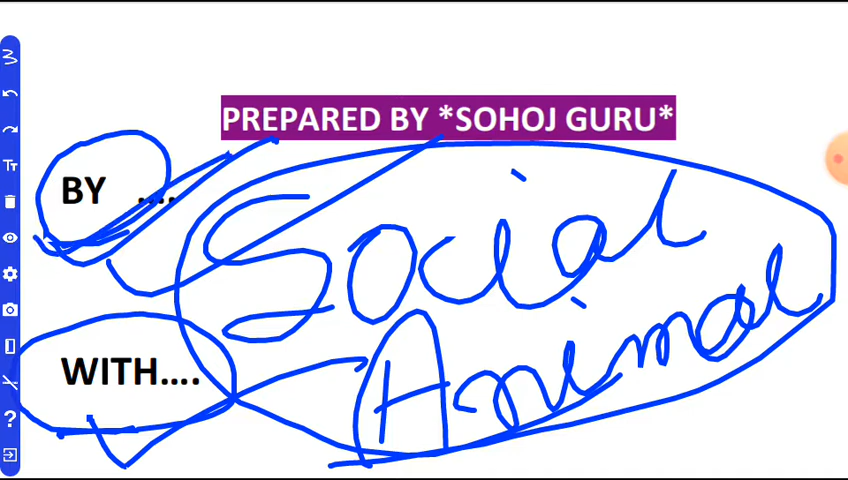 PREPARED BY *SOHOJ GURU*
BY ....
Social
WITH....
Animal